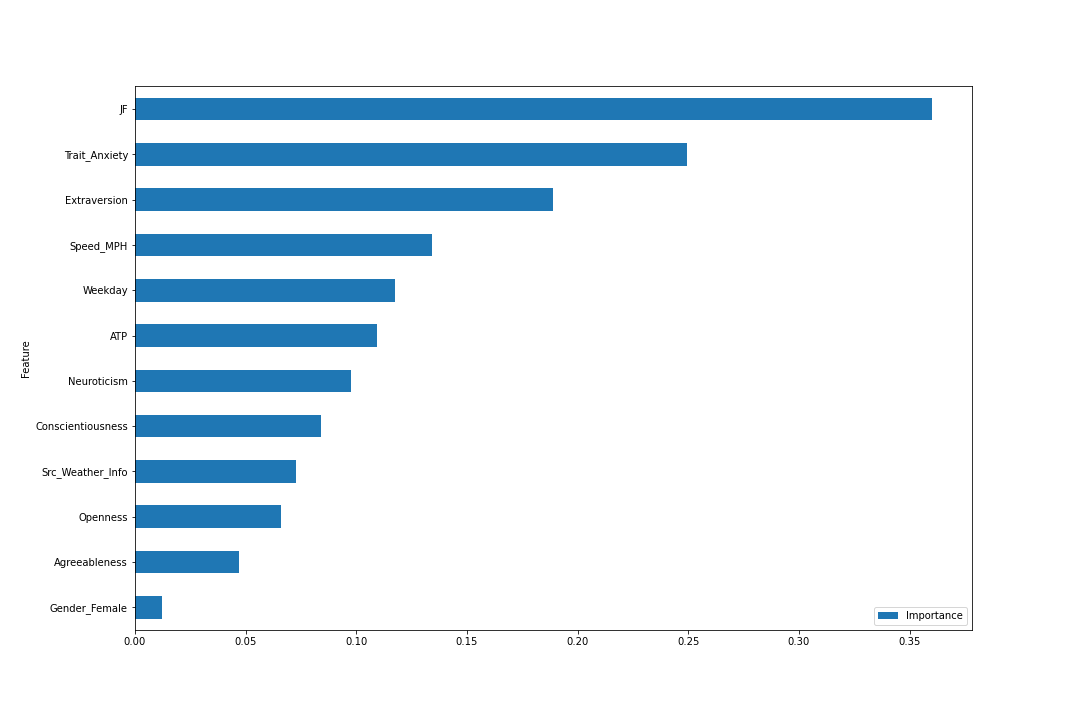 JF
Trait_Anxiety
Extraversion
Speed_MPH
Weekday
ATP
Feature
Neuroticism
Conscientiousness
Src_Weather_Info
Openness
Agreeableness
Gender_Female
Importance
0.00 0.05 0.10 0.15 0.20 0.25 0.30 0.35